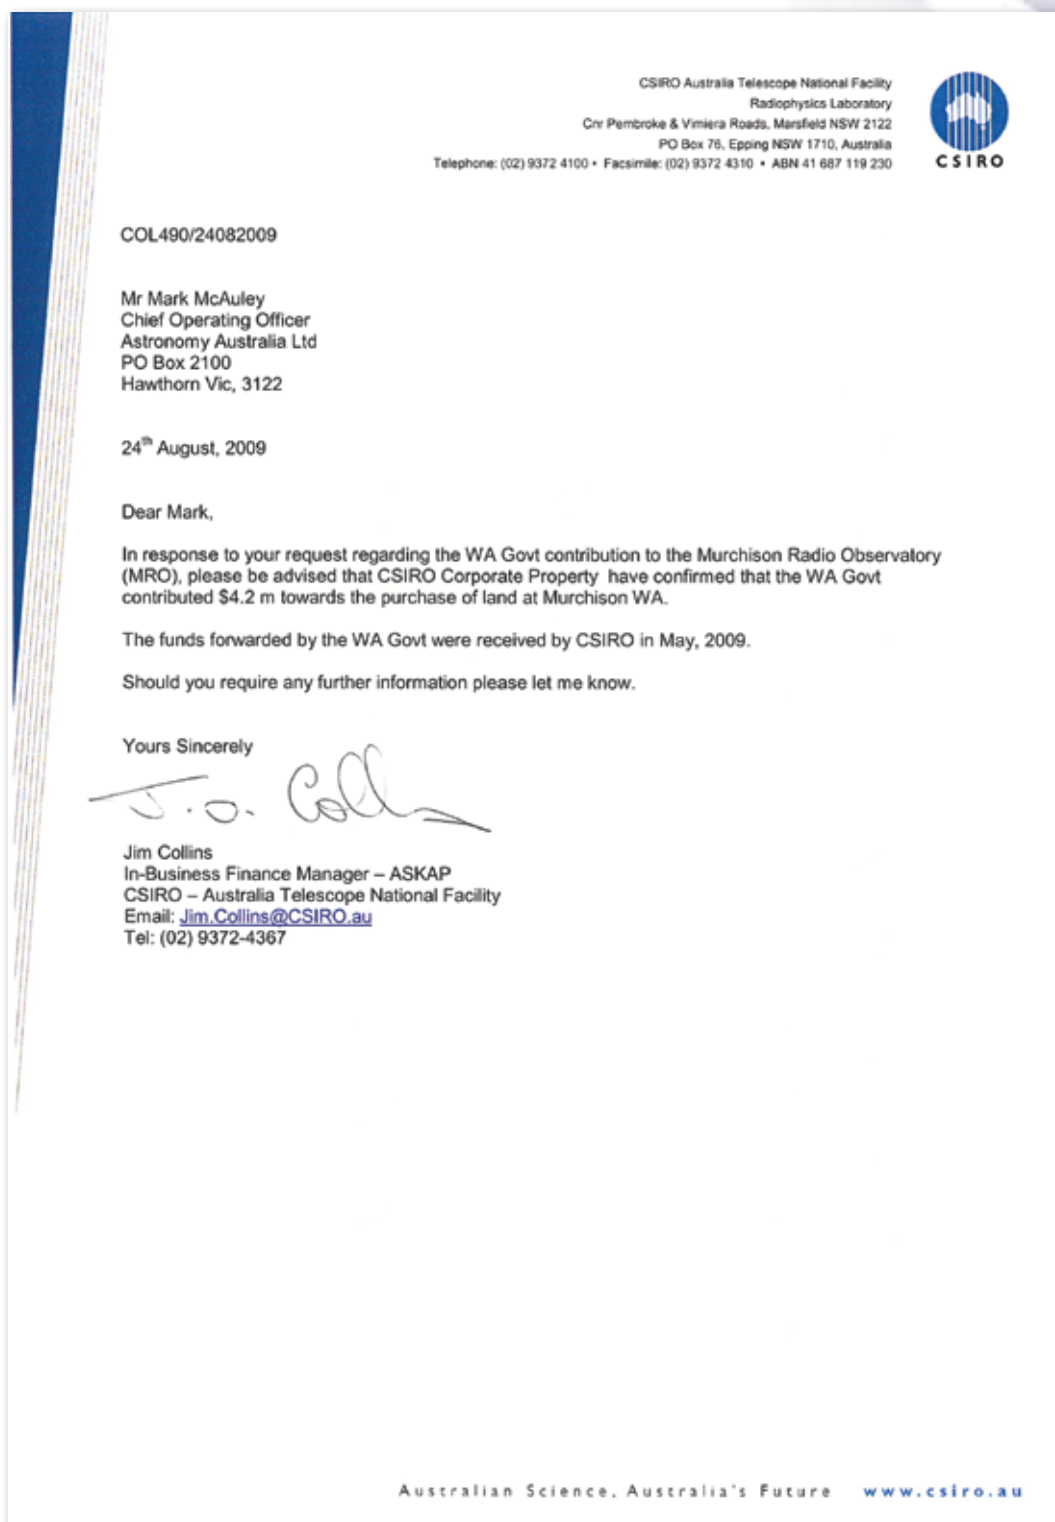 CSIRO Australia Telescope National Facility
Radiophysics Laboratory
Cnr Pembroke & Vimiera Roads, Marsfield NSW 2122
PO Box 76, Epping NSW 1710, Australia
Telephone: (02) 9372 4100 • Facsimile: (02) 9372 4310 • ABN 41 687 119 230
CSIRO
COL490/24082009
Mr Mark McAuley
Chief Operating Officer
Astronomy Australia Ltd
PO Box 2100
Hawthorn Vic, 3122
24th August, 2009
Dear Mark,
In response to your request regarding the WA Govt contribution to the Murchison Radio Observatory
(MRO), please be advised that CSIRO Corporate Property have confirmed that the WA Govt
contributed $4.2 m towards the purchase of land at Murchison WA.
The funds forwarded by the WA Govt were received by CSIRO in May, 2009.
Should you require any further information please let me know.
Yours Sincerely
J. O. Collins
Jim Collins
In-Business Finance Manager – ASKAP
CSIRO – Australia Telescope National Facility
Email: Jim.Collins@CSIRO.au
Tel: (02) 9372-4367
Australian Science, Australia's Future www.csiro.au